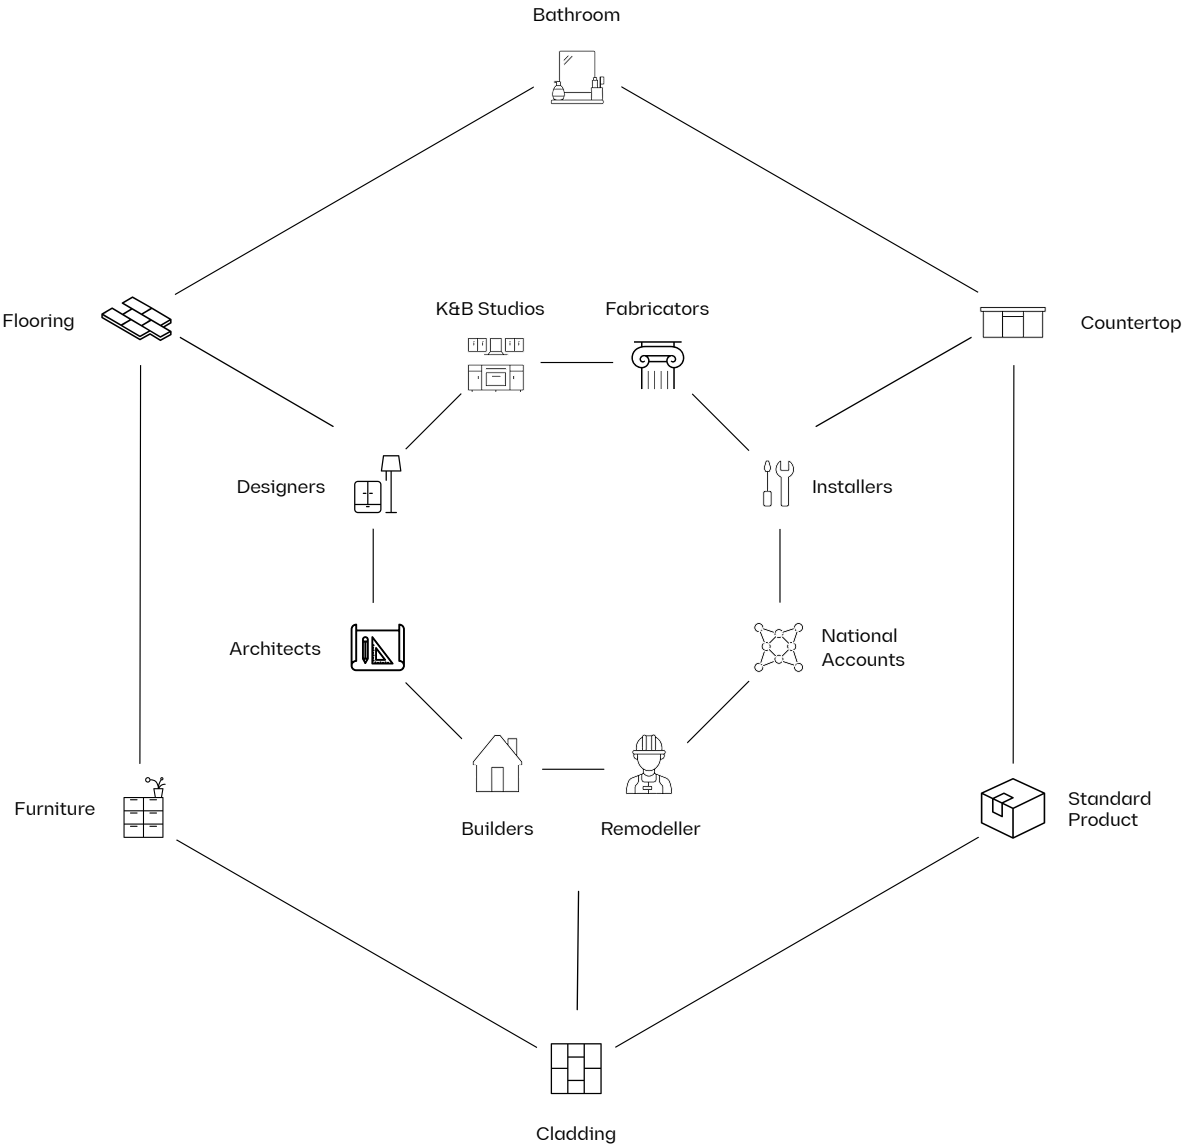 Bathroom
Flooring
K&B Studios
Fabricators
Countertop
Designers
Installers
Architects
National
Accounts
Furniture
Builders
Remodeller
Standard
Product
Cladding